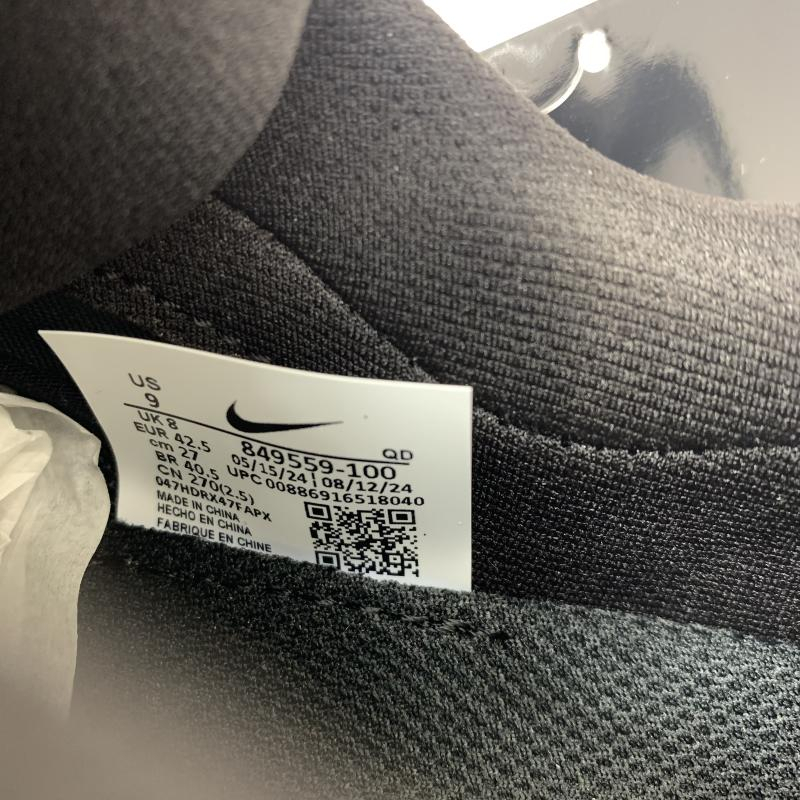 US
9
UK 8
EUR 42.5
cm 27
BR 40.5
CN 270(2.5)
047HDRX47FAPX
MADE IN CHINA
HECHO EN CHINA
FABRIQUE EN CHINE
QD
849559-100
05/15/24 | 08/12/24
UPC 00886916518040